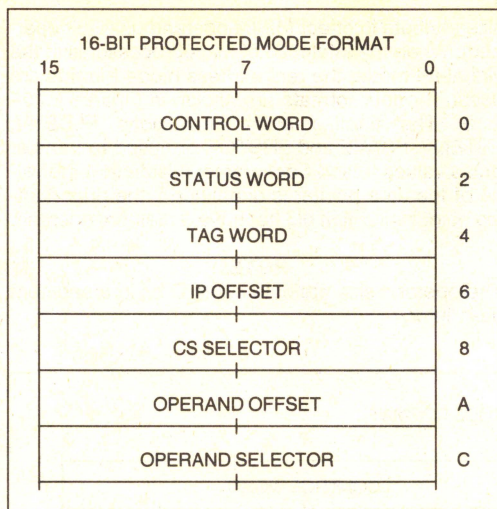 16-BIT PROTECTED MODE FORMAT
15 7 0
CONTROL WORD 0
STATUS WORD 2
TAG WORD 4
IP OFFSET 6
CS SELECTOR 8
OPERAND OFFSET A
OPERAND SELECTOR C